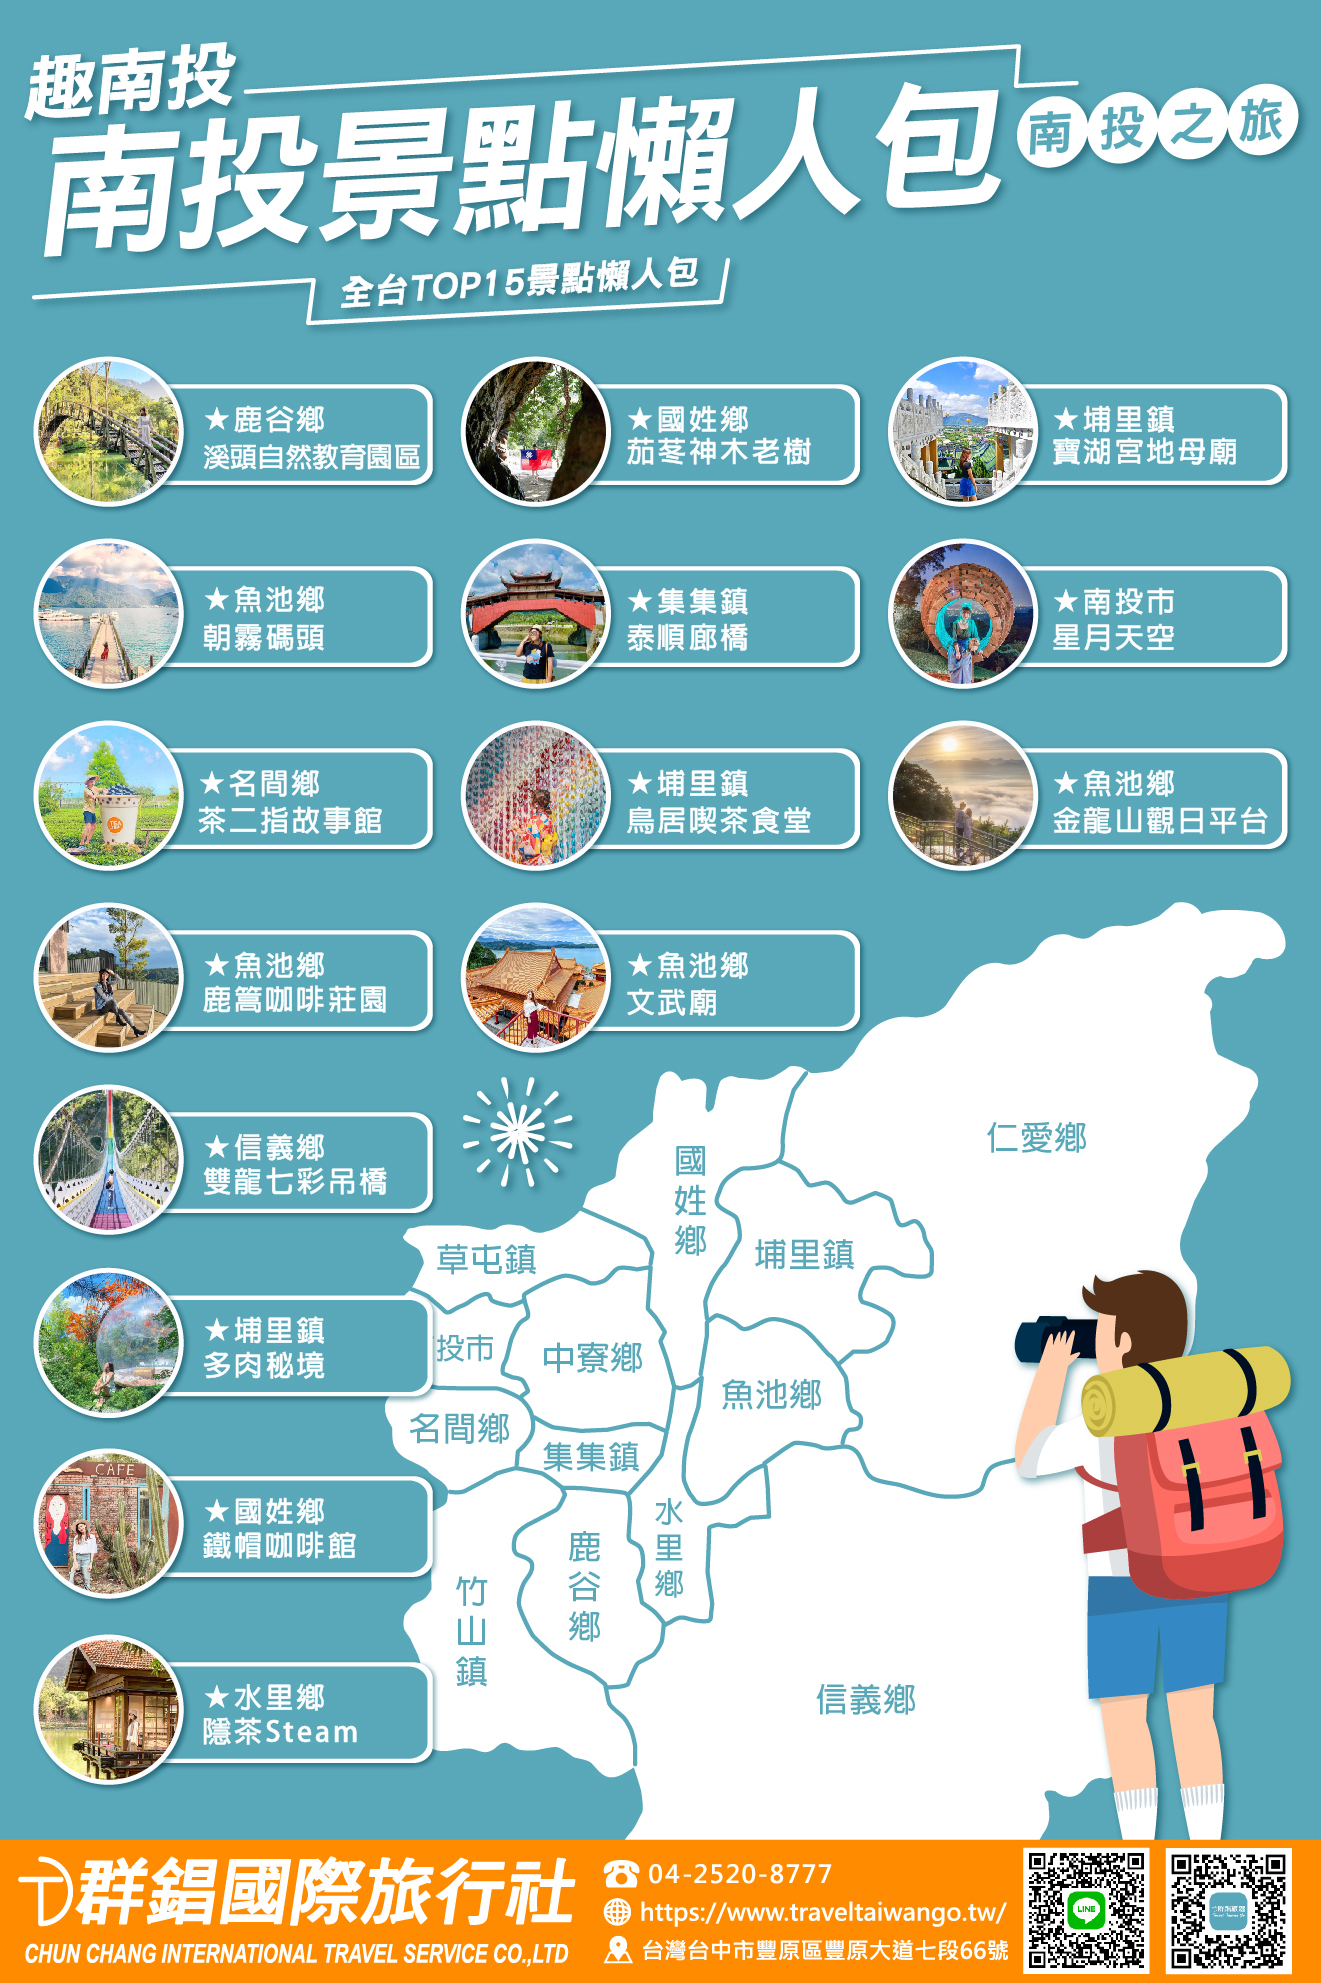 趣南投
南投景點懶人包
南投之旅
全台TOP15景點懶人包
★鹿谷鄉
溪頭自然教育園區
★國姓鄉
茄苳神木老樹
★埔里鎮
寶湖宮地母廟
★魚池鄉
朝霧碼頭
★集集鎮
泰順廊橋
★南投市
星月天空
★名間鄉
茶二指故事館
★埔里鎮
鳥居喫茶食堂
★魚池鄉
金龍山觀日平台
★魚池鄉
鹿篙咖啡莊園
★魚池鄉
文武廟
★信義鄉
雙龍七彩吊橋
★埔里鎮
多肉秘境
CAFE
★國姓鄉
鐵帽咖啡館
★水里鄉
隱茶Steam
仁愛鄉
國姓鄉
埔里鎮
草屯鎮
投市
中寮鄉
魚池鄉
名間鄉
集集鎮
水里鄉
鹿谷鄉
竹山鎮
信義鄉
群錩國際旅行社
CHUN CHANG INTERNATIONAL TRAVEL SERVICE CO.,LTD
04-2520-8777
https://www.traveltaiwango.tw/
台灣台中市豐原區豐原大道七段66號
LINE